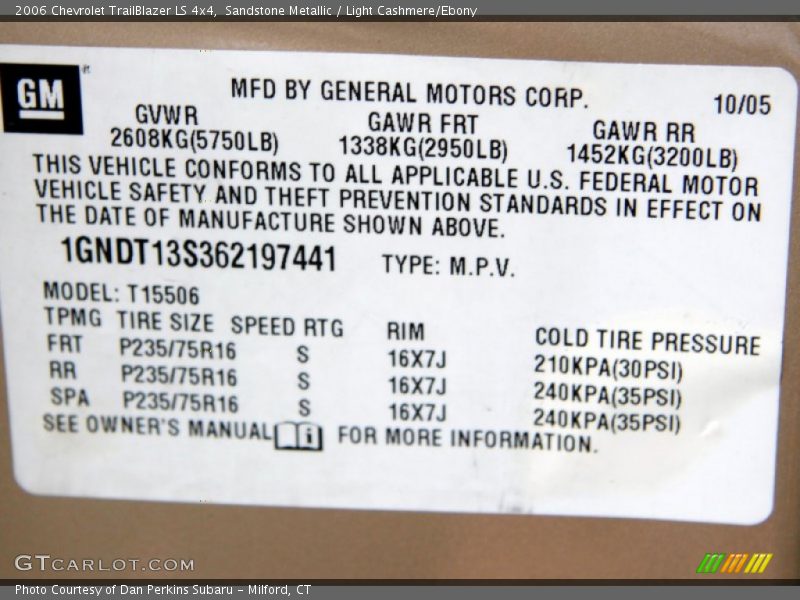 2006 Chevrolet TrailBlazer LS 4x4, Sandstone Metallic / Light Cashmere/Ebony
GM
MFD BY GENERAL MOTORS CORP. 10/05
GVWR GAWR FRT GAWR RR
2608KG(5750LB) 1338KG(2950LB) 1452KG(3200LB)
THIS VEHICLE CONFORMS TO ALL APPLICABLE U.S. FEDERAL MOTOR
VEHICLE SAFETY AND THEFT PREVENTION STANDARDS IN EFFECT ON
THE DATE OF MANUFACTURE SHOWN ABOVE.
1GNDT13S362197441 TYPE: M.P.V.
MODEL: T15506
TPMG TIRE SIZE SPEED RTG RIM COLD TIRE PRESSURE
FRT P235/75R16 S 16X7J 210KPA(30PSI)
RR P235/75R16 S 16X7J 240KPA(35PSI)
SPA P235/75R16 S 16X7J 240KPA(35PSI)
SEE OWNER'S MANUAL i FOR MORE INFORMATION.
GTCARLOT.COM
Photo Courtesy of Dan Perkins Subaru - Milford, CT